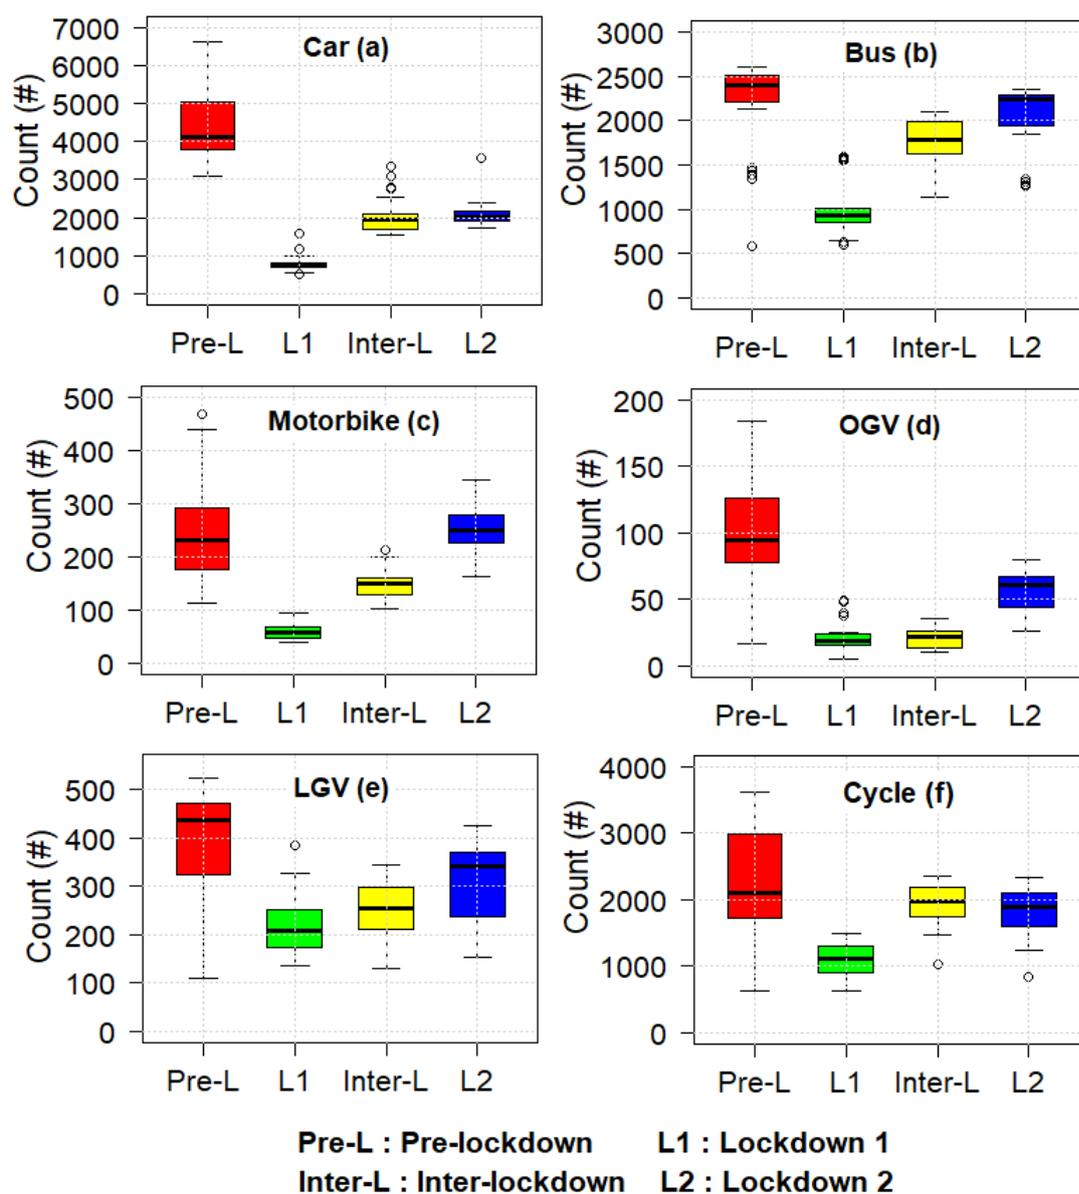 Car (a)
Count (#)
7000
6000
5000
4000
3000
2000
1000
0
Pre-L L1 Inter-L L2
Bus (b)
Count (#)
3000
2500
2000
1500
1000
500
0
Pre-L L1 Inter-L L2
Motorbike (c)
Count (#)
500
400
300
200
100
0
Pre-L L1 Inter-L L2
OGV (d)
Count (#)
200
150
100
50
0
Pre-L L1 Inter-L L2
LGV (e)
Count (#)
500
400
300
200
100
0
Pre-L L1 Inter-L L2
Cycle (f)
Count (#)
4000
3000
2000
1000
0
Pre-L L1 Inter-L L2
Pre-L : Pre-lockdown L1 : Lockdown 1
Inter-L : Inter-lockdown L2 : Lockdown 2